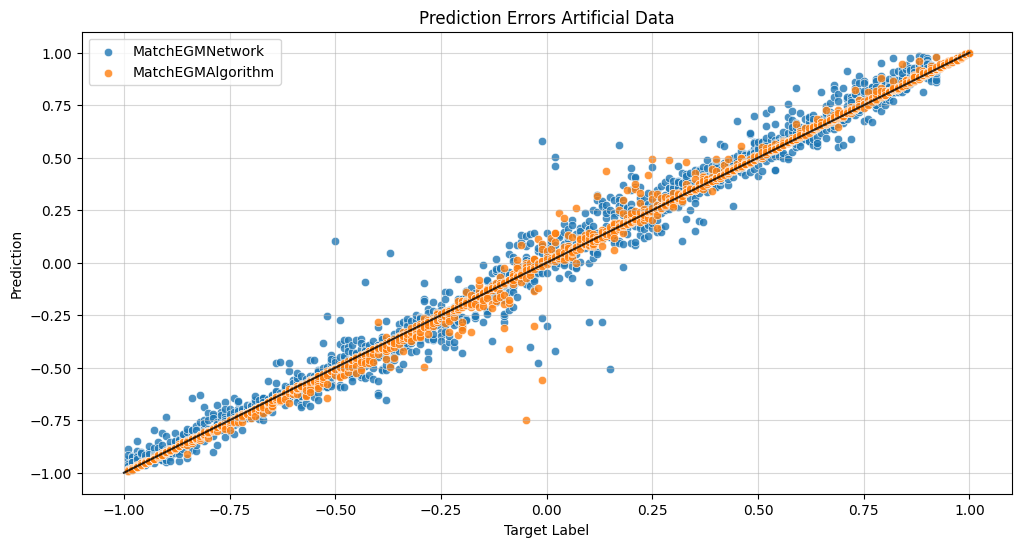 Prediction Errors Artificial Data
MatchEGMNetwork
MatchEGMAlgorithm
1.00
0.75
0.50
0.25
0.00
−0.25
−0.50
−0.75
−1.00
Prediction
−1.00 −0.75 −0.50 −0.25 0.00 0.25 0.50 0.75 1.00
Target Label